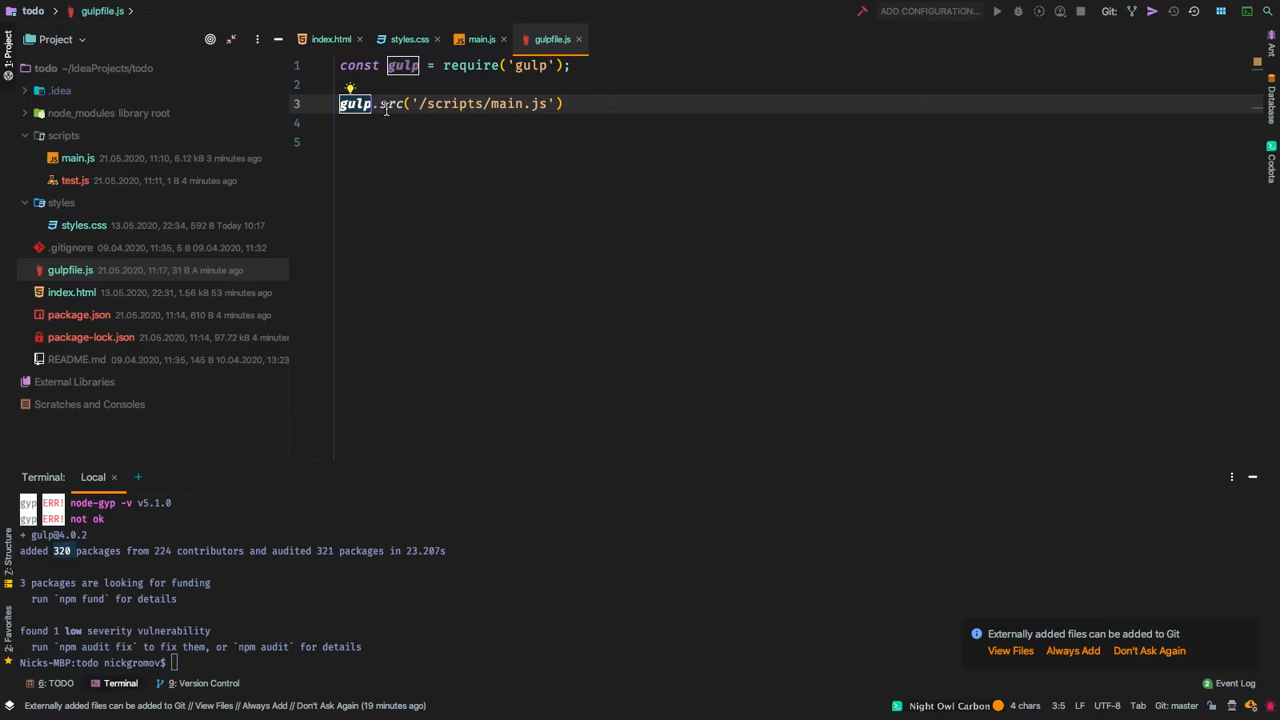 todo
gulpfile.js
ADD CONFIGURATION...
Git:
1: Project
Project
index.html
styles.css
main.js
gulpfile.js
todo ~/IdeaProjects/todo
.idea
node_modules library root
scripts
main.js 21.05.2020, 11:10, 8.12 kB 3 minutes ago
test.js 21.05.2020, 11:11, 1 B 4 minutes ago
styles
styles.css 13.05.2020, 22:34, 592 B Today 10:17
.gitignore 09.04.2020, 11:35, 5 B 09.04.2020, 11:32
gulpfile.js 21.05.2020, 11:17, 31 B A minute ago
index.html 13.05.2020, 22:31, 1.56 kB 53 minutes ago
package.json 21.05.2020, 11:14, 610 B 4 minutes ago
package-lock.json 21.05.2020, 11:14, 97.72 kB 4 minutes
README.md 09.04.2020, 11:35, 145 B 10.04.2020, 13:23
External Libraries
Scratches and Consoles
1 const gulp = require('gulp');
2
3 gulp.src('/scripts/main.js')
4
5
Ant
Database
Codota
Terminal: Local
gyp ERR! node-gyp -v v5.1.0
gyp ERR! not ok
+ gulp@4.0.2
added 320 packages from 224 contributors and audited 321 packages in 23.207s
3 packages are looking for funding
run `npm fund` for details
found 1 low severity vulnerability
run `npm audit fix` to fix them, or `npm audit` for details
Nicks-MBP:todo nickgromov$
Z: Structure
2: Favorites
Externally added files can be added to Git
View Files Always Add Don't Ask Again
6: TODO
Terminal
9: Version Control
2 Event Log
Externally added files can be added to Git // View Files // Always Add // Don't Ask Again (19 minutes ago)
Night Owl Carbon
4 chars 3:5 LF UTF-8 Tab Git: master